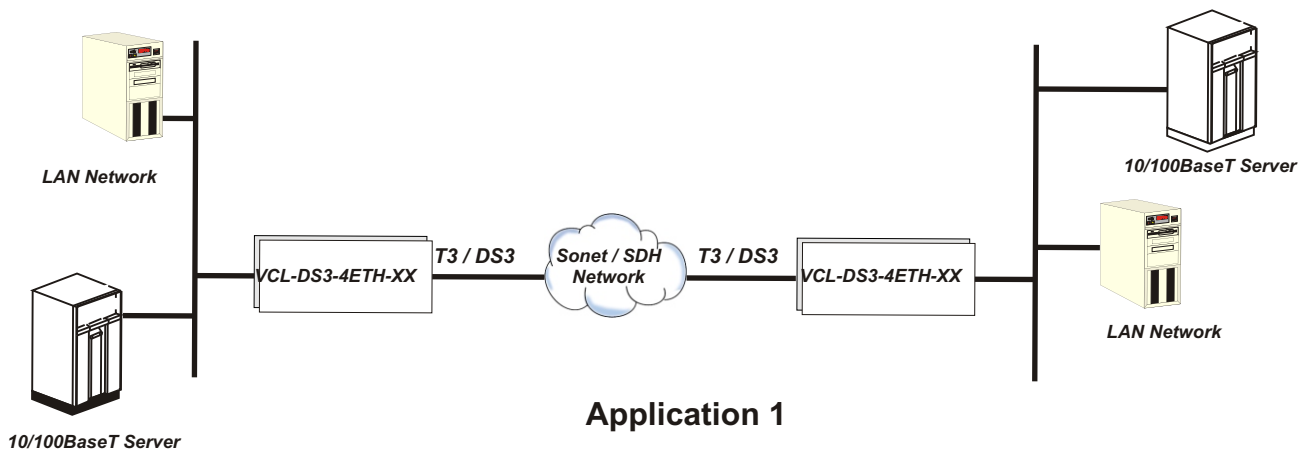 LAN Network
10/100BaseT Server
VCL-DS3-4ETH-XX
T3 / DS3
Sonet / SDH
Network
T3 / DS3
VCL-DS3-4ETH-XX
10/100BaseT Server
LAN Network
Application 1